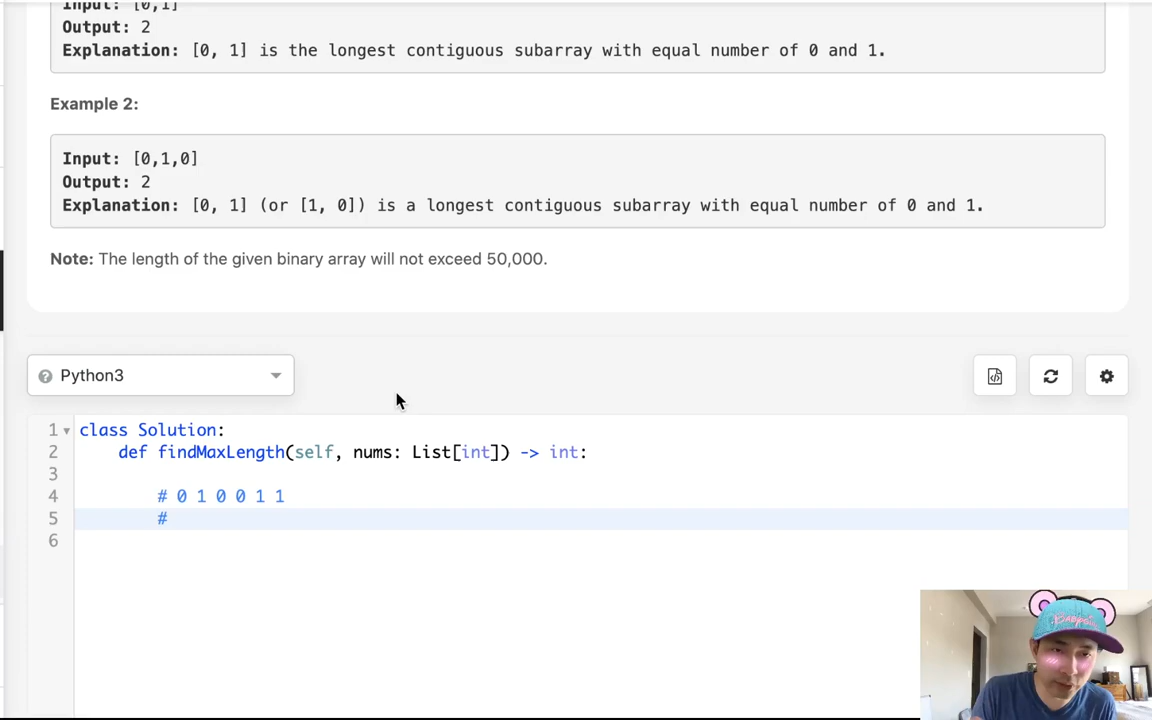 Input: [0,1]
Output: 2
Explanation: [0, 1] is the longest contiguous subarray with equal number of 0 and 1.
Example 2:
Input: [0,1,0]
Output: 2
Explanation: [0, 1] (or [1, 0]) is a longest contiguous subarray with equal number of 0 and 1.
Note: The length of the given binary array will not exceed 50,000.
Python3
1 class Solution:
2 def findMaxLength(self, nums: List[int]) -> int:
3
4 # 0 1 0 0 1 1
5 #
6